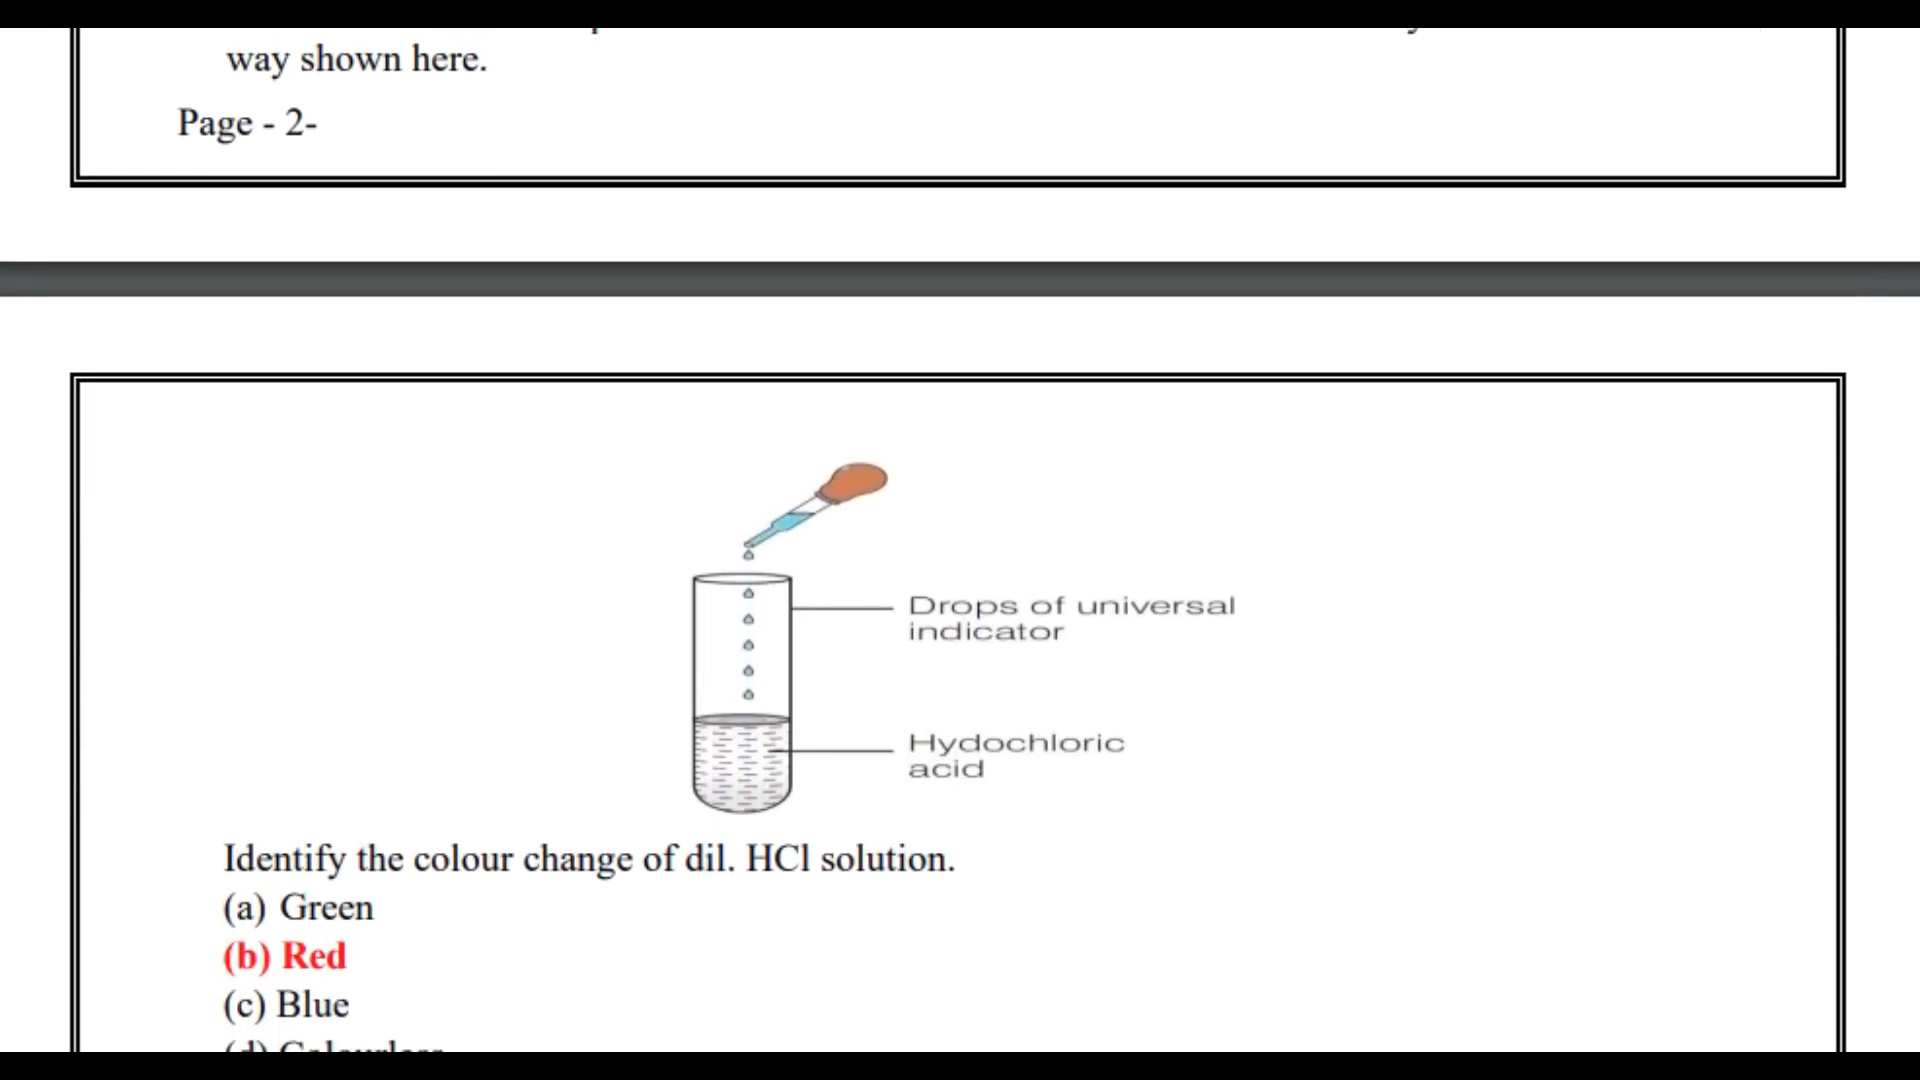 way shown here.
Page - 2-
Drops of universal
indicator
Hydochloric
acid
Identify the colour change of dil. HCl solution.
(a) Green
(b) Red
(c) Blue